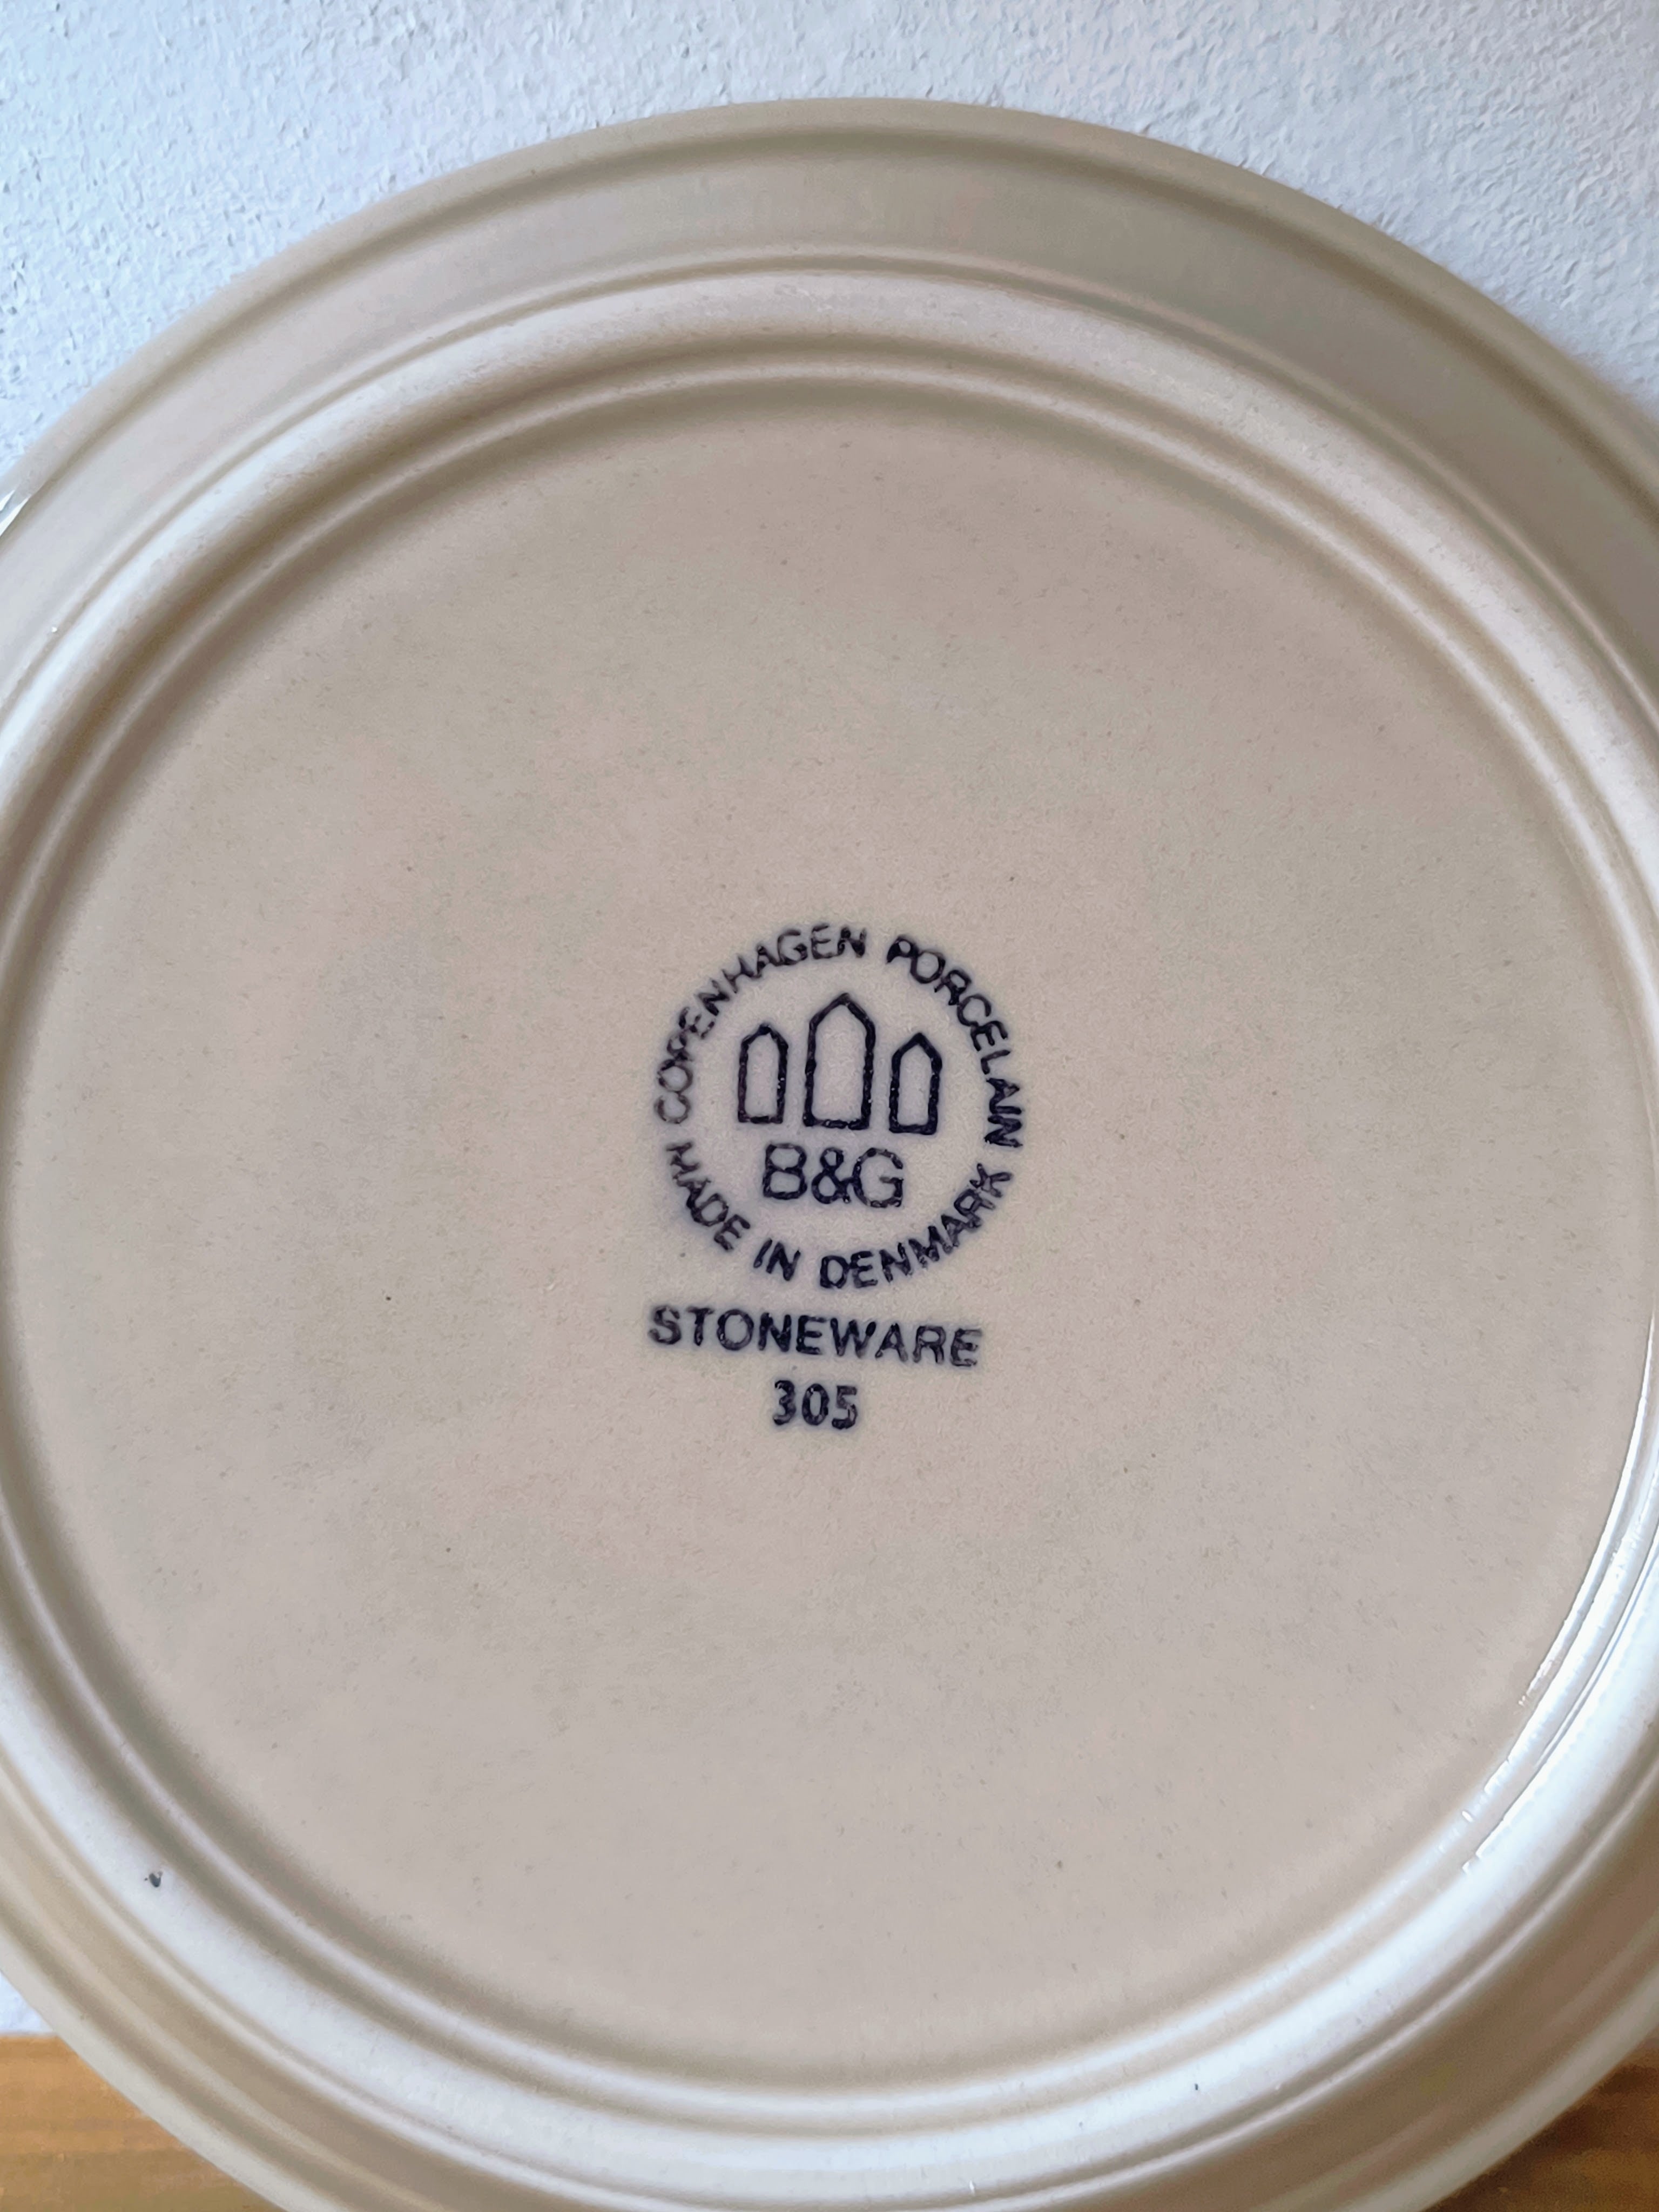 COPENHAGEN PORCELAIN
B&G
MADE IN DENMARK
STONEWARE
305